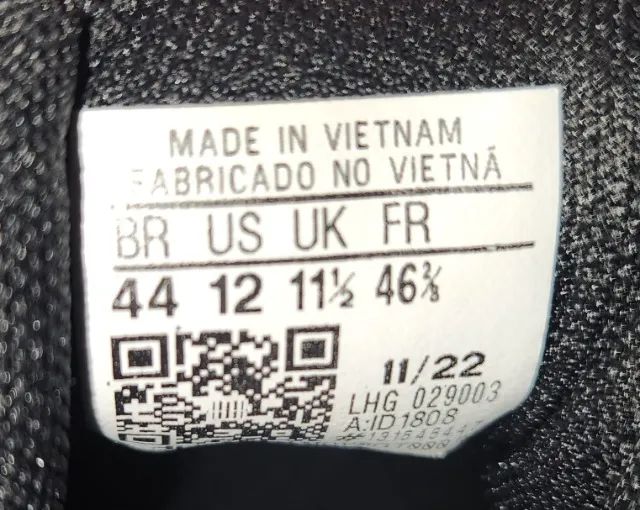 MADE IN VIETNAM
FABRICADO NO VIETNÃ
BR US UK FR
44 12 11½ 46⅔
11/22
LHG 029003
A:ID1808